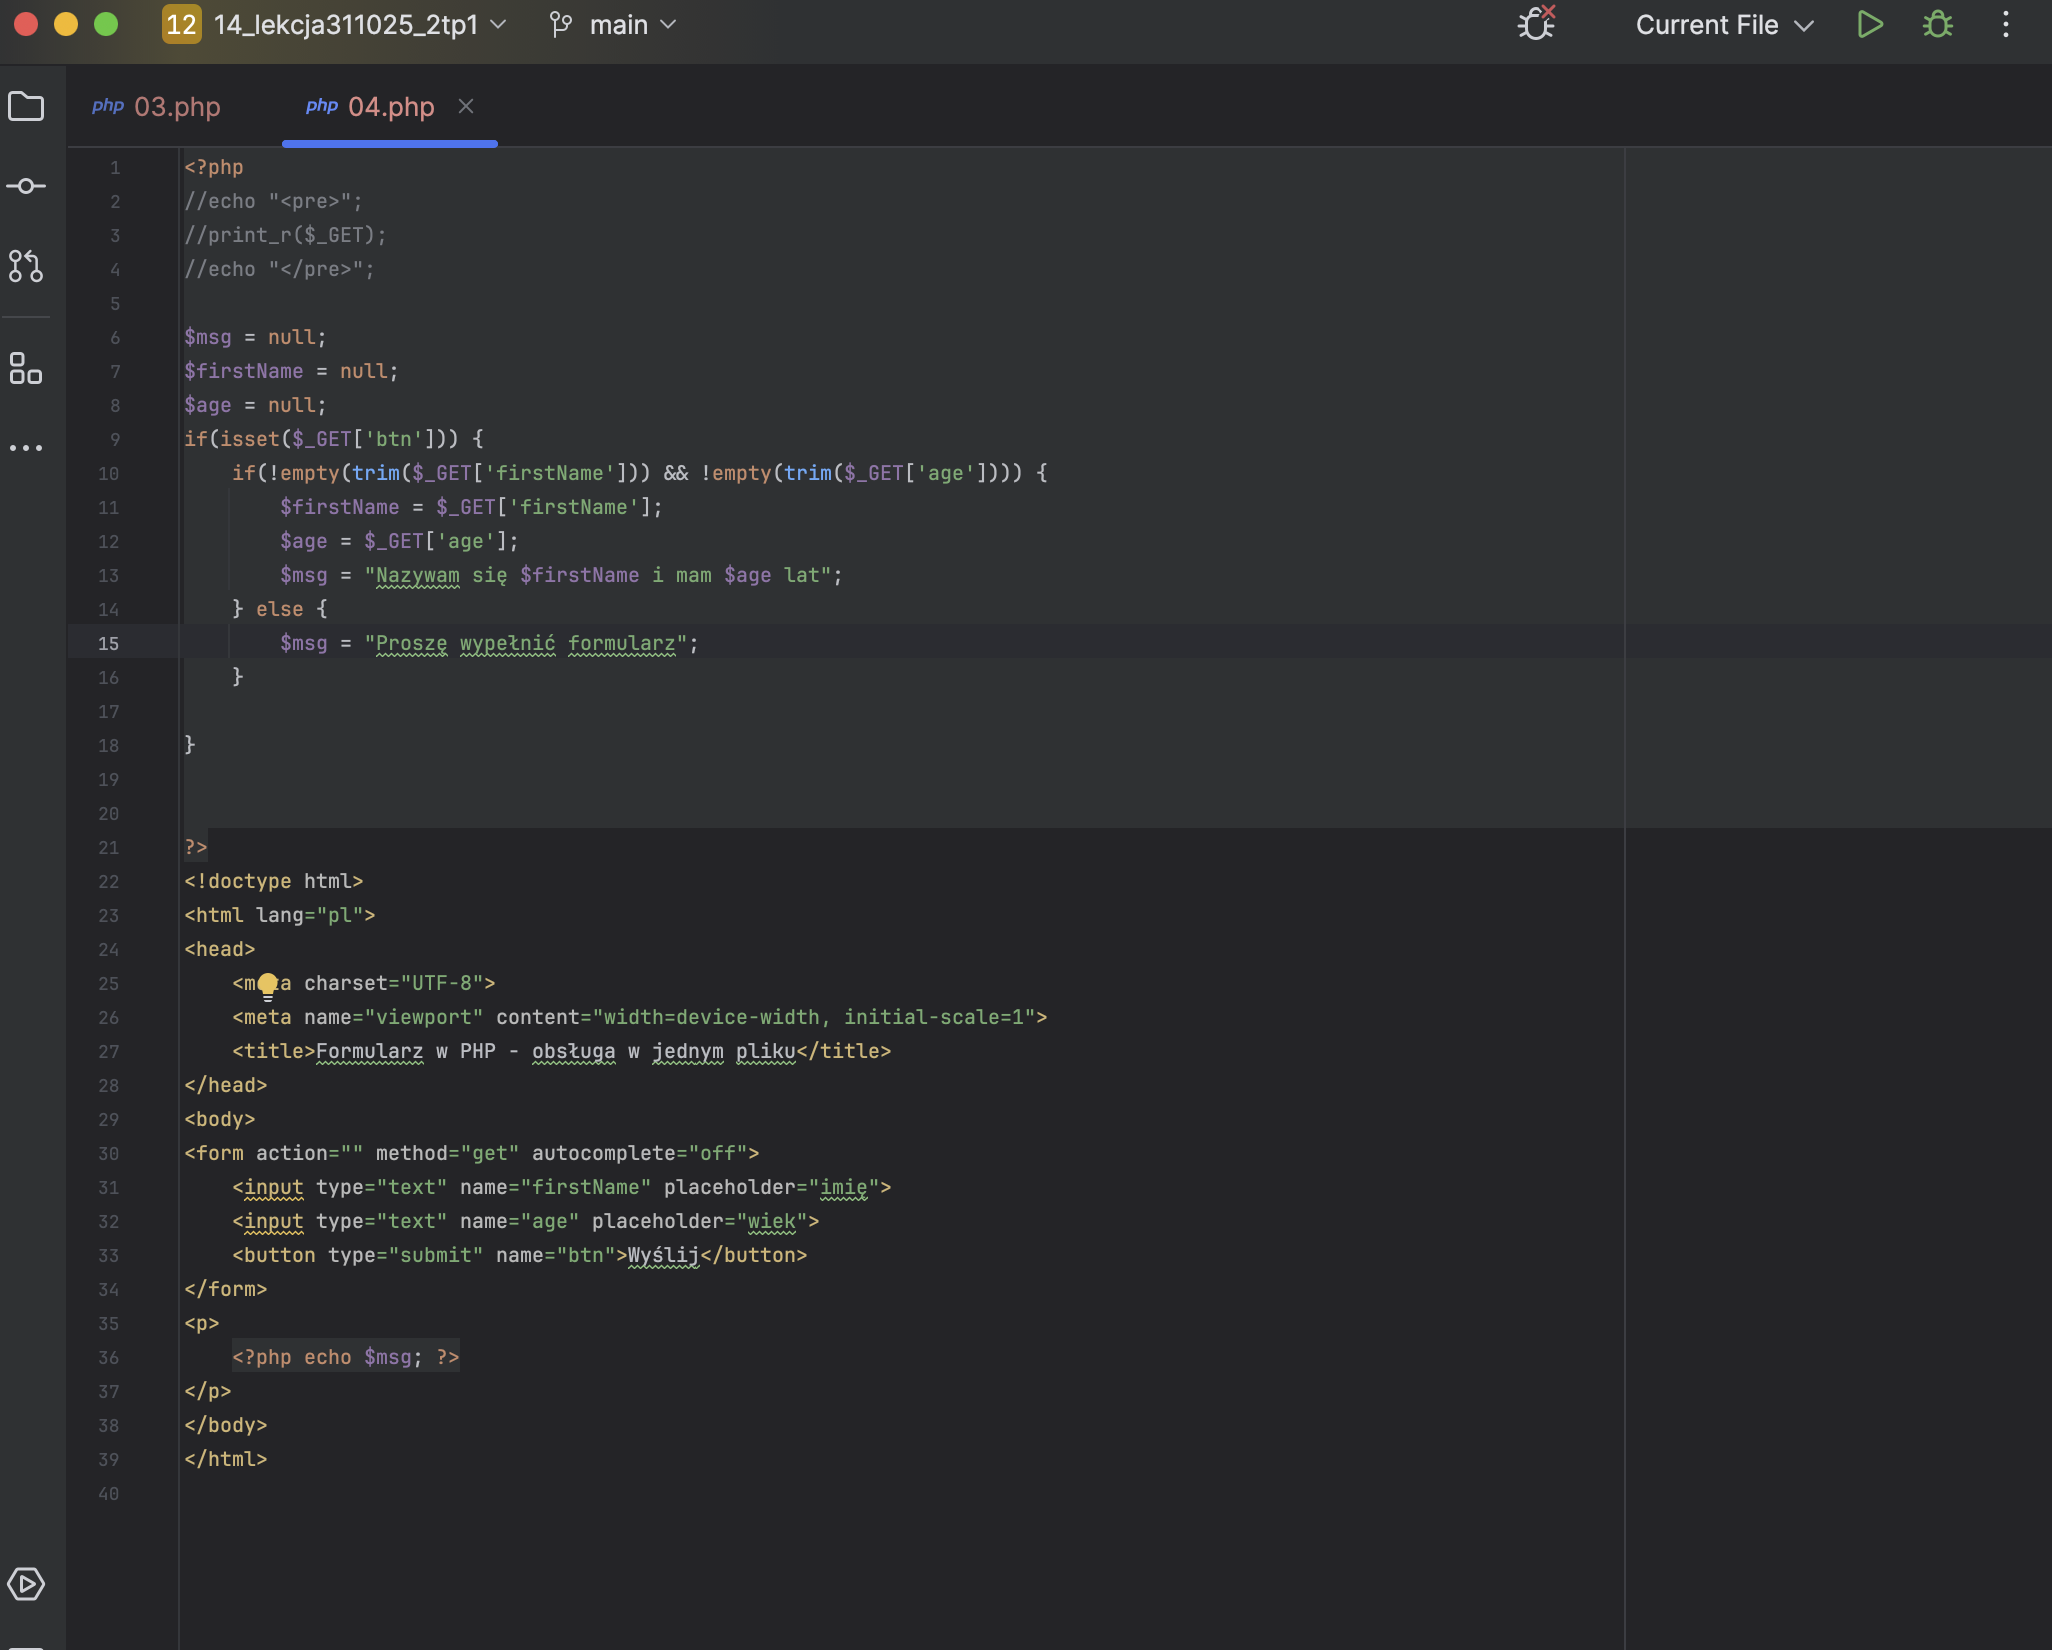 12 14_lekcja311025_2tp1 main Current File
php 03.php php 04.php
1 <?php
2 //echo "<pre>";
3 //print_r($_GET);
4 //echo "</pre>";
5
6 $msg = null;
7 $firstName = null;
8 $age = null;
9 if(isset($_GET['btn'])) {
10     if(!empty(trim($_GET['firstName'])) && !empty(trim($_GET['age']))) {
11         $firstName = $_GET['firstName'];
12         $age = $_GET['age'];
13         $msg = "Nazywam się $firstName i mam $age lat";
14     } else {
15         $msg = "Proszę wypełnić formularz";
16     }
17
18 }
19
20
21 ?>
22 <!doctype html>
23 <html lang="pl">
24 <head>
25     <meta charset="UTF-8">
26     <meta name="viewport" content="width=device-width, initial-scale=1">
27     <title>Formularz w PHP - obsługa w jednym pliku</title>
28 </head>
29 <body>
30 <form action="" method="get" autocomplete="off">
31     <input type="text" name="firstName" placeholder="imię">
32     <input type="text" name="age" placeholder="wiek">
33     <button type="submit" name="btn">Wyślij</button>
34 </form>
35 <p>
36     <?php echo $msg; ?>
37 </p>
38 </body>
39 </html>
40